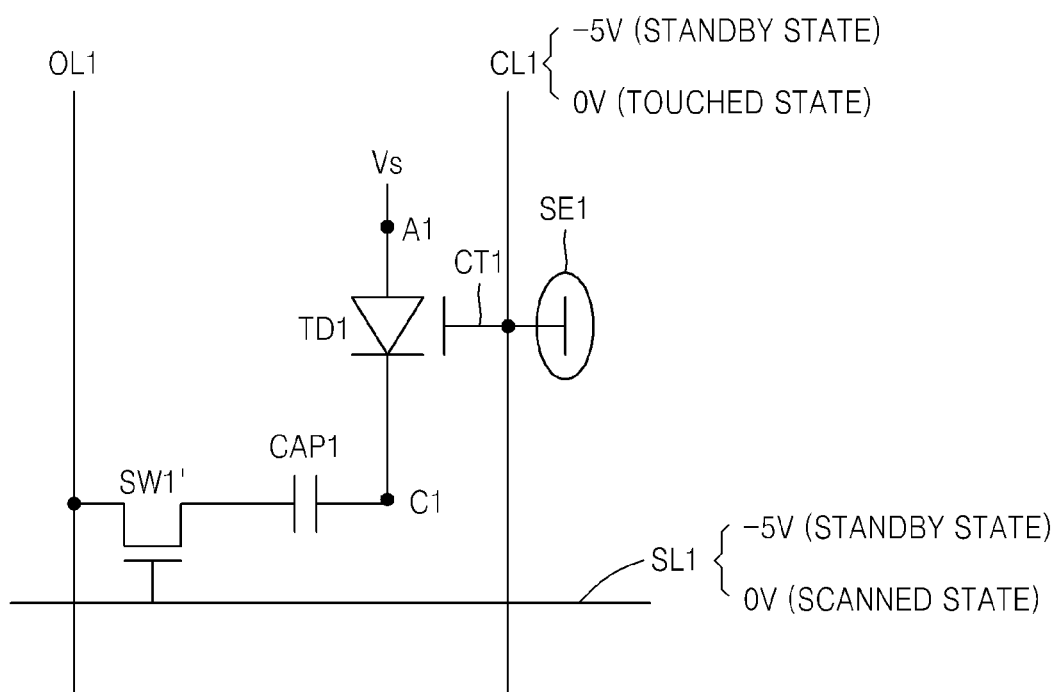 −5V (STANDBY STATE)
OL1
CL1
0V (TOUCHED STATE)
Vs
A1
SE1
CT1
TD1
CAP1
SW1'
C1
−5V (STANDBY STATE)
SL1
0V (SCANNED STATE)